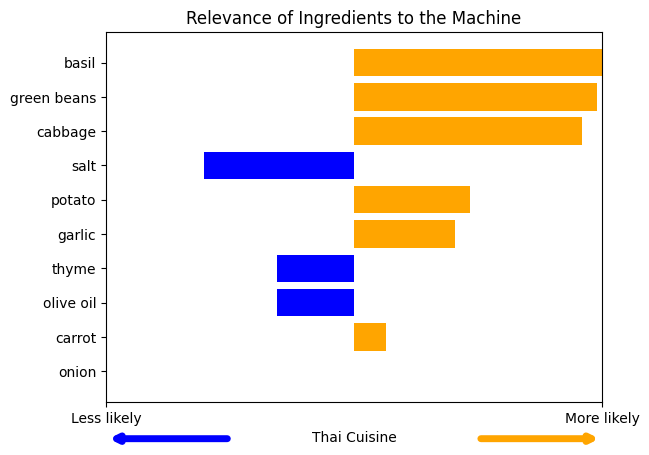 Relevance of Ingredients to the Machine
basil
green beans
cabbage
salt
potato
garlic
thyme
olive oil
carrot
onion
Less likely
More likely
Thai Cuisine